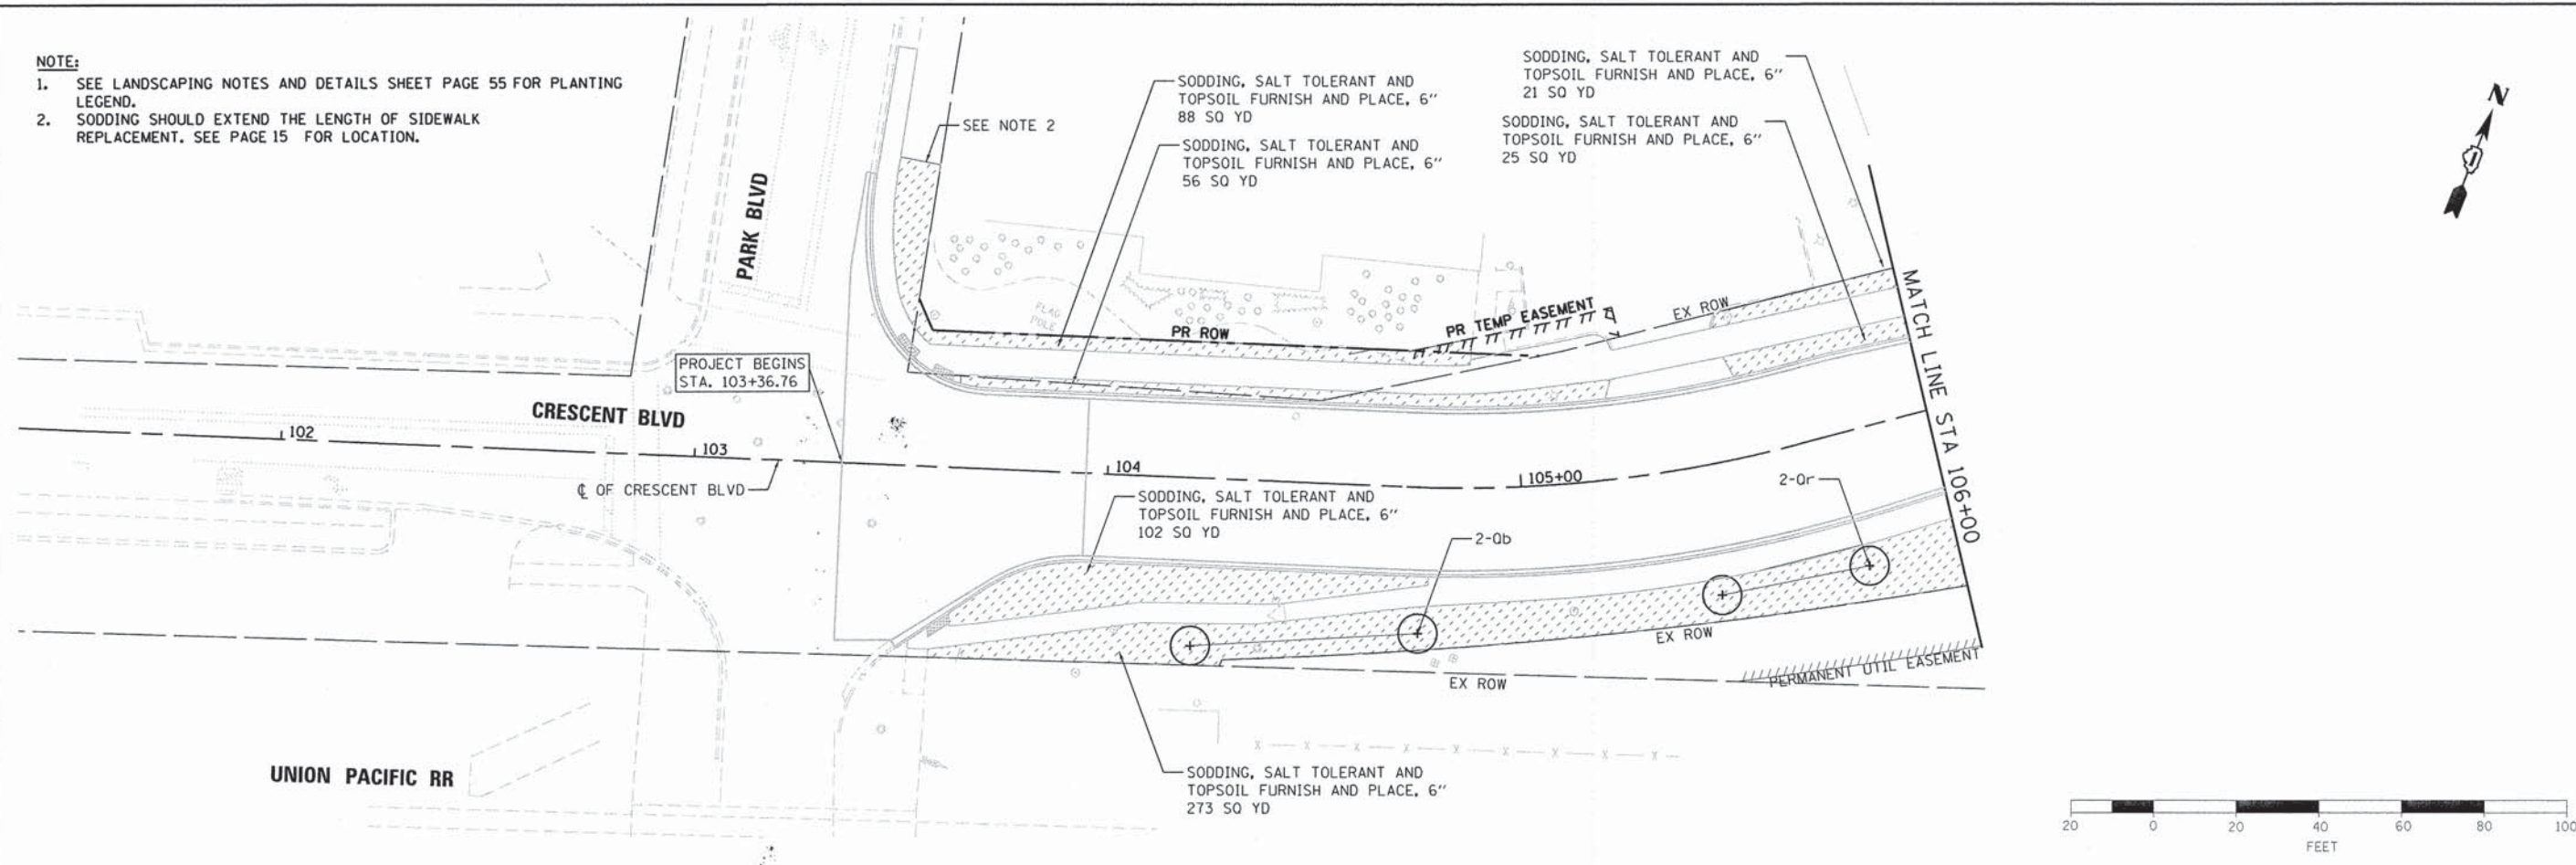 NOTE:
1. SEE LANDSCAPING NOTES AND DETAILS SHEET PAGE 55 FOR PLANTING
LEGEND.
2. SODDING SHOULD EXTEND THE LENGTH OF SIDEWALK
REPLACEMENT. SEE PAGE 15 FOR LOCATION.
SEE NOTE 2
SODDING, SALT TOLERANT AND
TOPSOIL FURNISH AND PLACE, 6"
88 SQ YD
SODDING, SALT TOLERANT AND
TOPSOIL FURNISH AND PLACE, 6"
56 SQ YD
SODDING, SALT TOLERANT AND
TOPSOIL FURNISH AND PLACE, 6"
21 SQ YD
SODDING, SALT TOLERANT AND
TOPSOIL FURNISH AND PLACE, 6"
25 SQ YD
N
PARK BLVD
FLAG
POLE
PR ROW
PR TEMP EASEMENT
EX ROW
MATCH LINE STA 106+00
PROJECT BEGINS
STA. 103+36.76
CRESCENT BLVD
102
103
104
105+00
℄ OF CRESCENT BLVD
SODDING, SALT TOLERANT AND
TOPSOIL FURNISH AND PLACE, 6"
102 SQ YD
2-Qb
2-Qr
EX ROW
EX ROW
PERMANENT UTIL EASEMENT
UNION PACIFIC RR
SODDING, SALT TOLERANT AND
TOPSOIL FURNISH AND PLACE, 6"
273 SQ YD
20 0 20 40 60 80 100
FEET